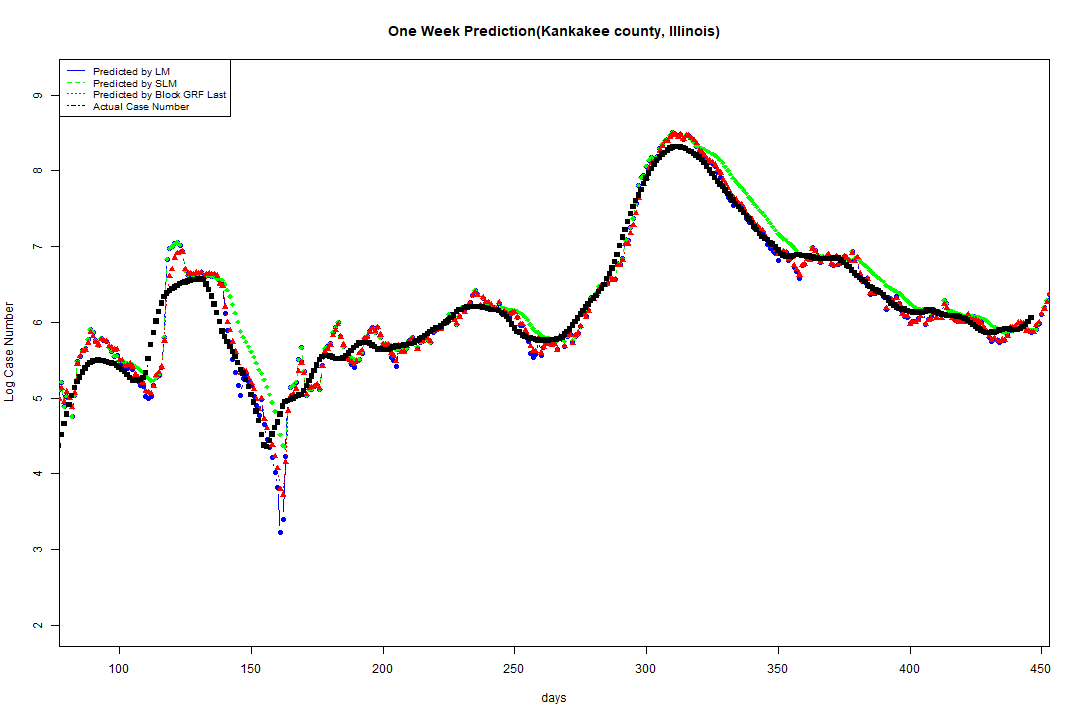 One Week Prediction(Kankakee county, Illinois)
Predicted by LM
Predicted by SLM
Predicted by Block GRF Last
Actual Case Number
Log Case Number
9
8
7
6
5
4
3
2
100 150 200 250 300 350 400 450
days